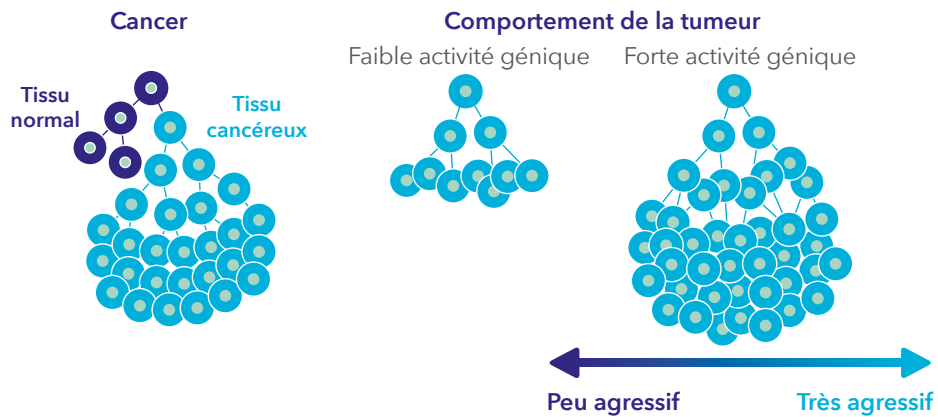 Cancer
Tissu
normal
Tissu
cancéreux
Comportement de la tumeur
Faible activité génique
Forte activité génique
Peu agressif
Très agressif